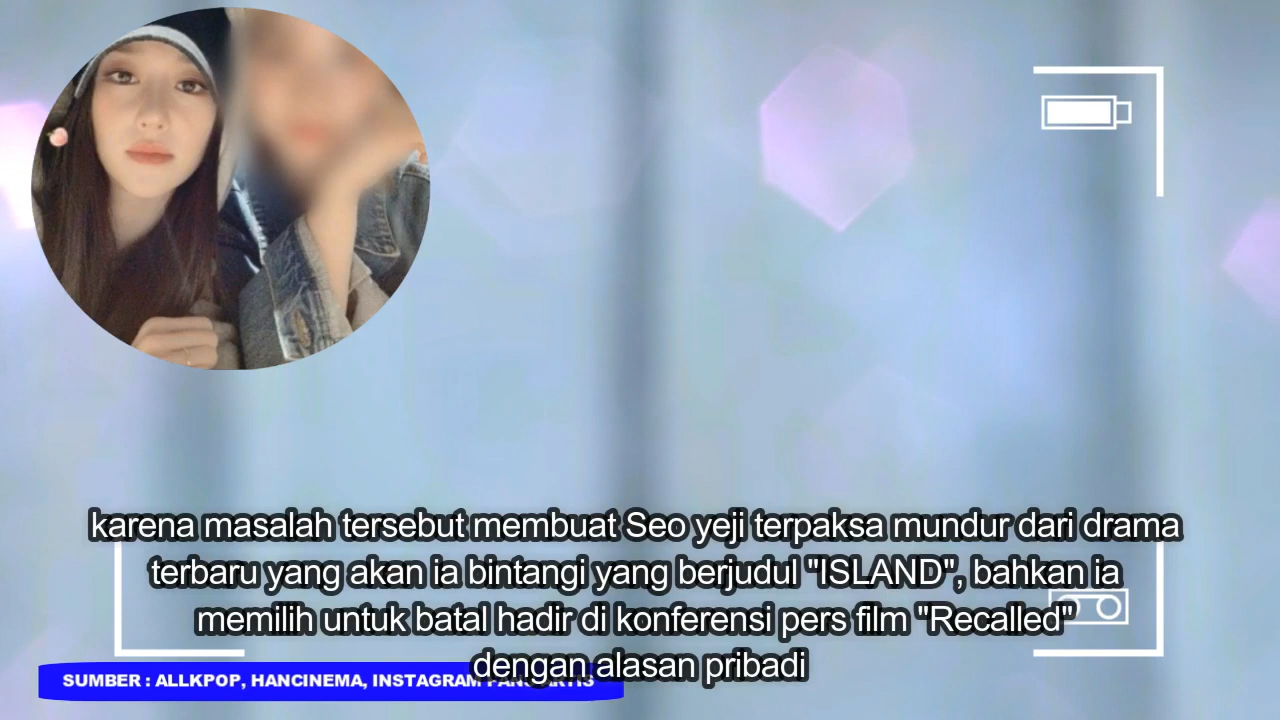 karena masalah tersebut membuat Seo yeji terpaksa mundur dari drama
terbaru yang akan ia bintangi yang berjudul "ISLAND", bahkan ia
memilih untuk batal hadir di konferensi pers film "Recalled"
dengan alasan pribadi
SUMBER : ALLKPOP, HANCINEMA, INSTAGRAM